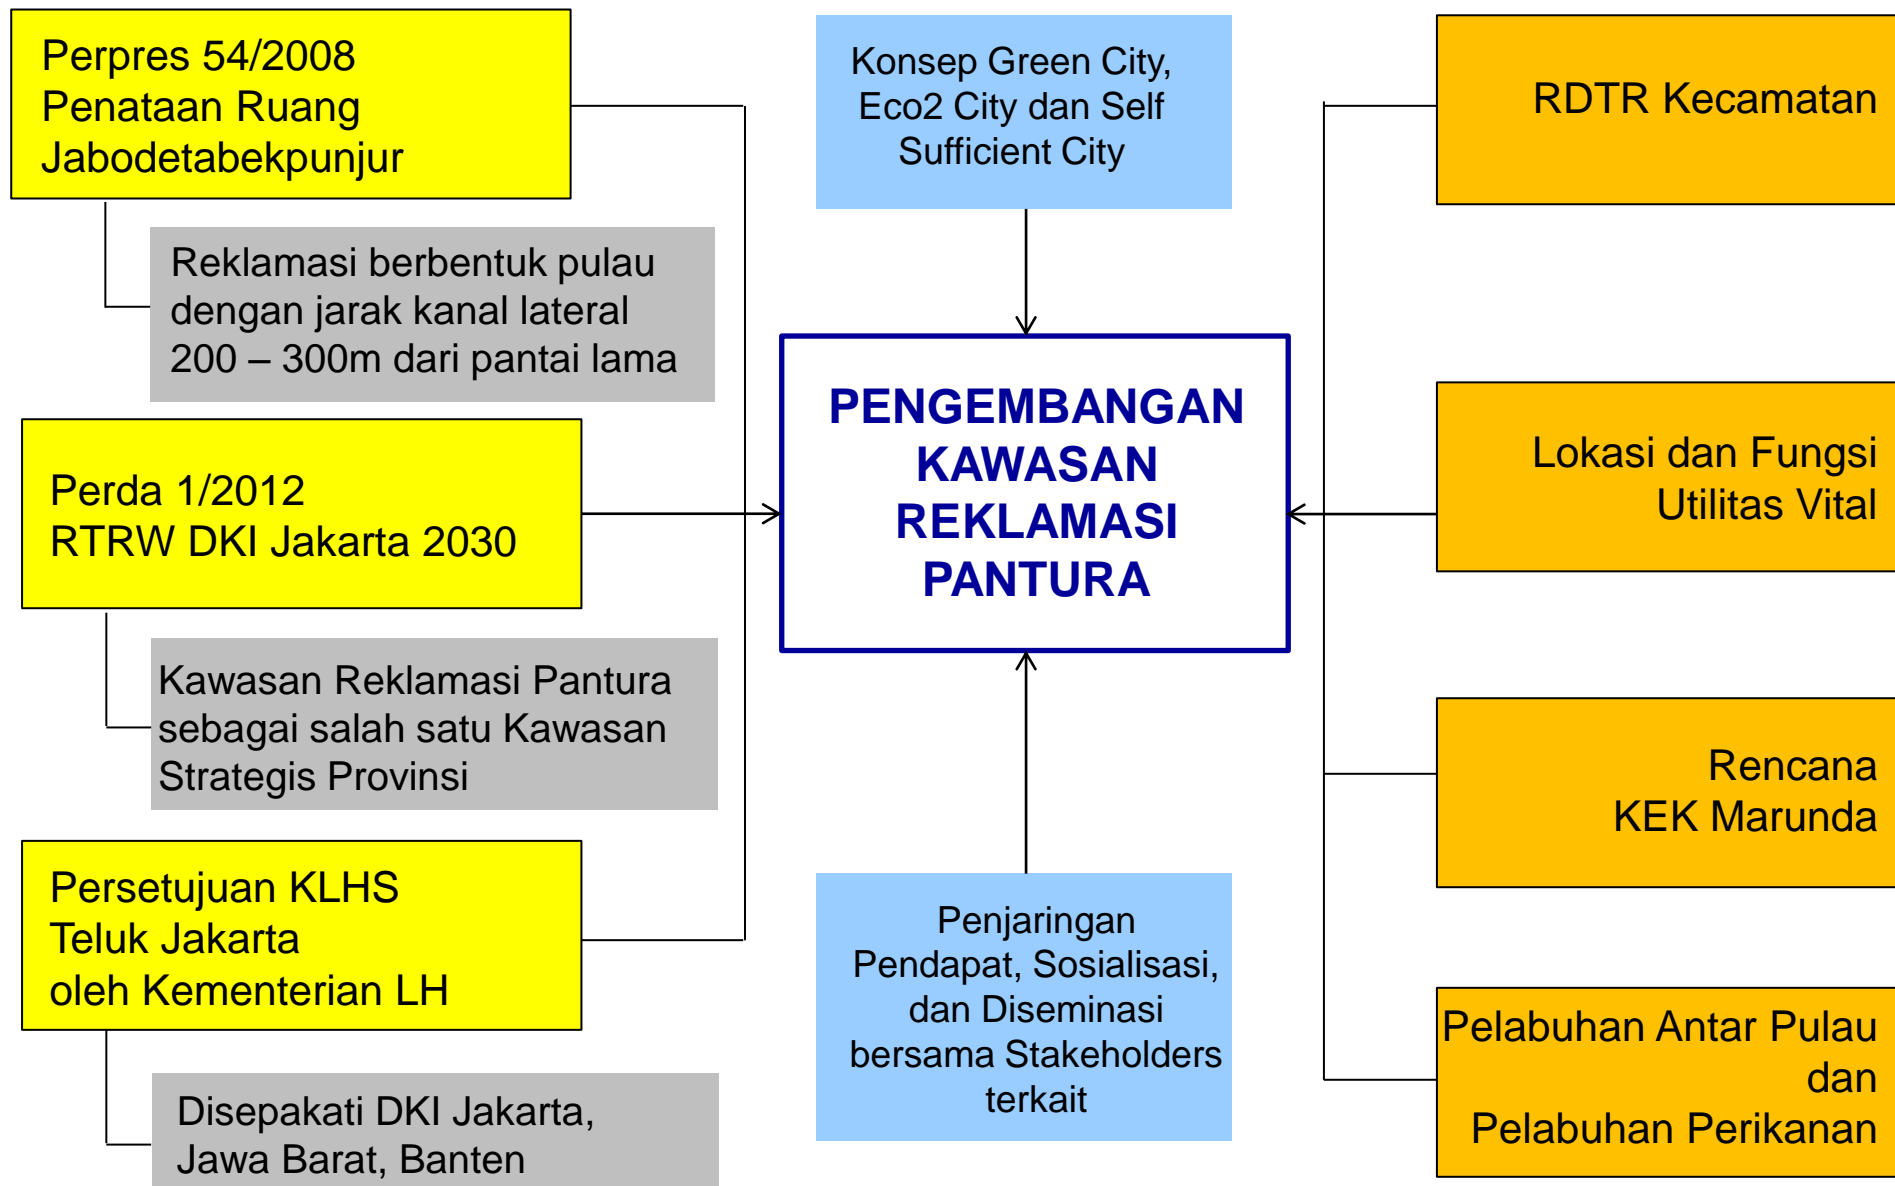 Perpres 54/2008
Penataan Ruang
Jabodetabekpunjur
Reklamasi berbentuk pulau
dengan jarak kanal lateral
200 – 300m dari pantai lama
Perda 1/2012
RTRW DKI Jakarta 2030
Kawasan Reklamasi Pantura
sebagai salah satu Kawasan
Strategis Provinsi
Persetujuan KLHS
Teluk Jakarta
oleh Kementerian LH
Disepakati DKI Jakarta,
Jawa Barat, Banten
Konsep Green City,
Eco2 City dan Self
Sufficient City
PENGEMBANGAN
KAWASAN
REKLAMASI
PANTURA
Penjaringan
Pendapat, Sosialisasi,
dan Diseminasi
bersama Stakeholders
terkait
RDTR Kecamatan
Lokasi dan Fungsi
Utilitas Vital
Rencana
KEK Marunda
Pelabuhan Antar Pulau
dan
Pelabuhan Perikanan